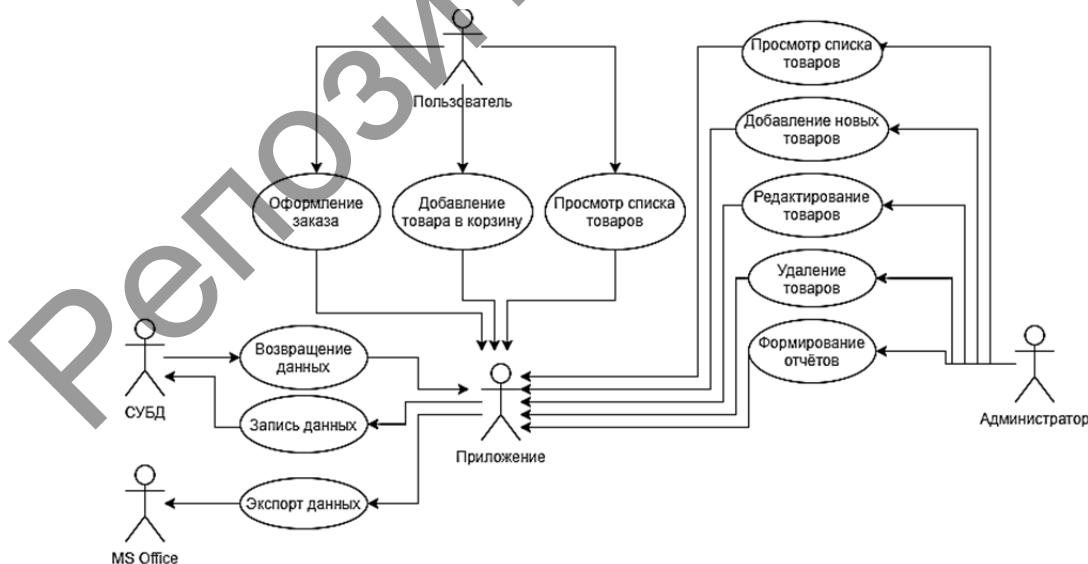 Репози
Пользователь
Просмотр списка
товаров
Добавление новых
товаров
Редактирование
товаров
Удаление
товаров
Формирование
отчётов
Оформление
заказа
Добавление
товара в корзину
Просмотр списка
товаров
Возвращение
данных
СУБД
Запись данных
Приложение
Администратор
Экспорт данных
MS Office